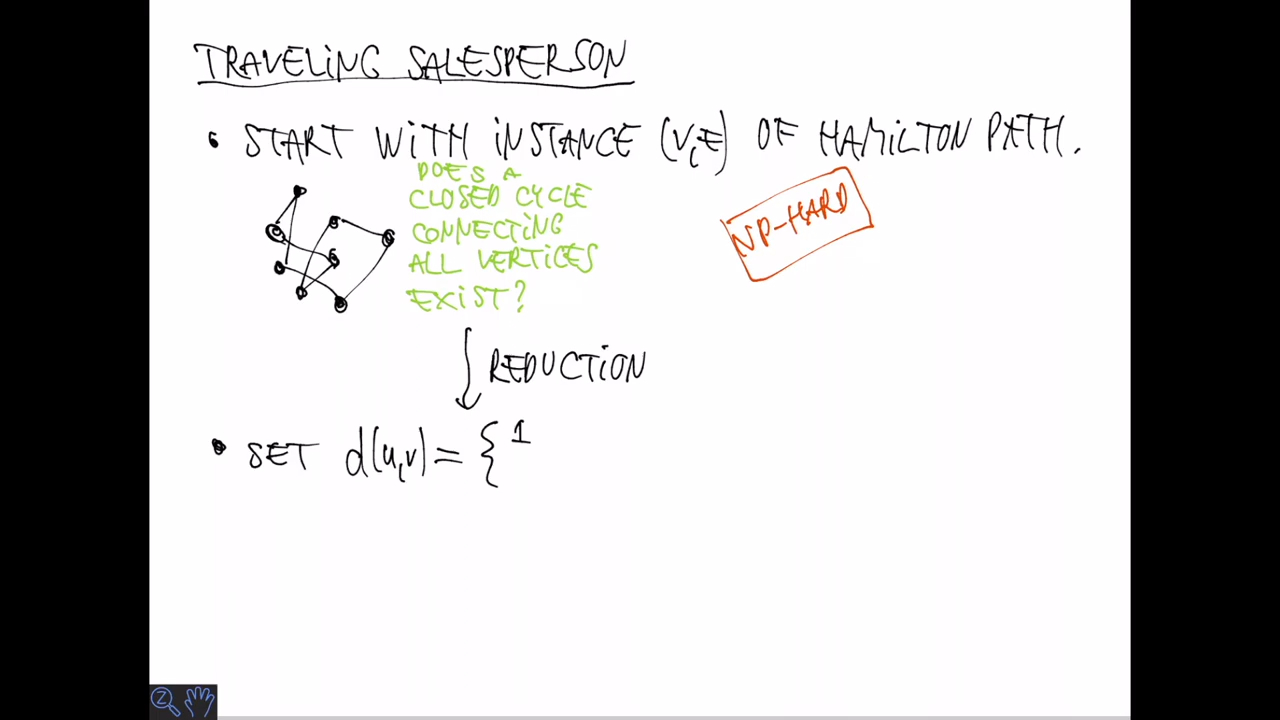 TRAVELING SALESPERSON
• START WITH INSTANCE (V,E) OF HAMILTON PATH.
DOES A
CLOSED CYCLE
CONNECTING
ALL VERTICES
EXIST?
NP-HARD
REDUCTION
• SET d(u,v) = { 1
Z